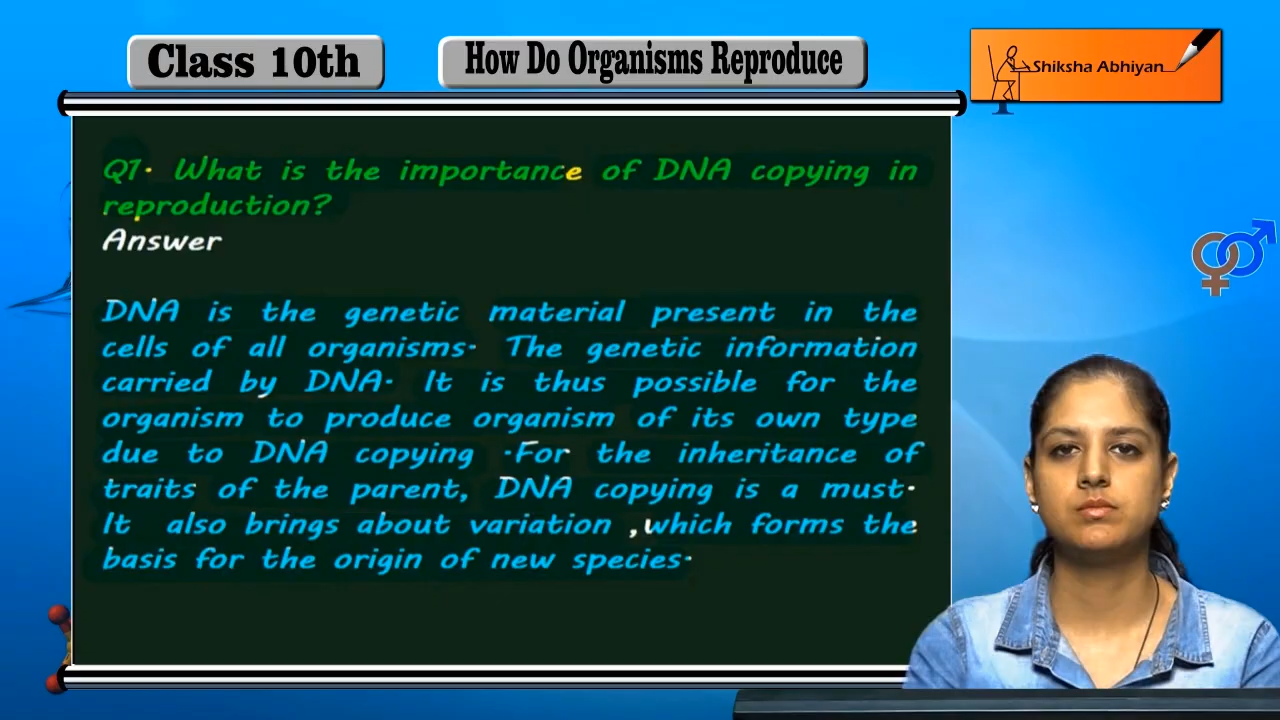 Class 10th
How Do Organisms Reproduce
Shiksha Abhiyan
Q1. What is the importance of DNA copying in
reproduction?
Answer
DNA is the genetic material present in the
cells of all organisms. The genetic information
carried by DNA. It is thus possible for the
organism to produce organism of its own type
due to DNA copying .For the inheritance of
traits of the parent, DNA copying is a must.
It also brings about variation ,which forms the
basis for the origin of new species.